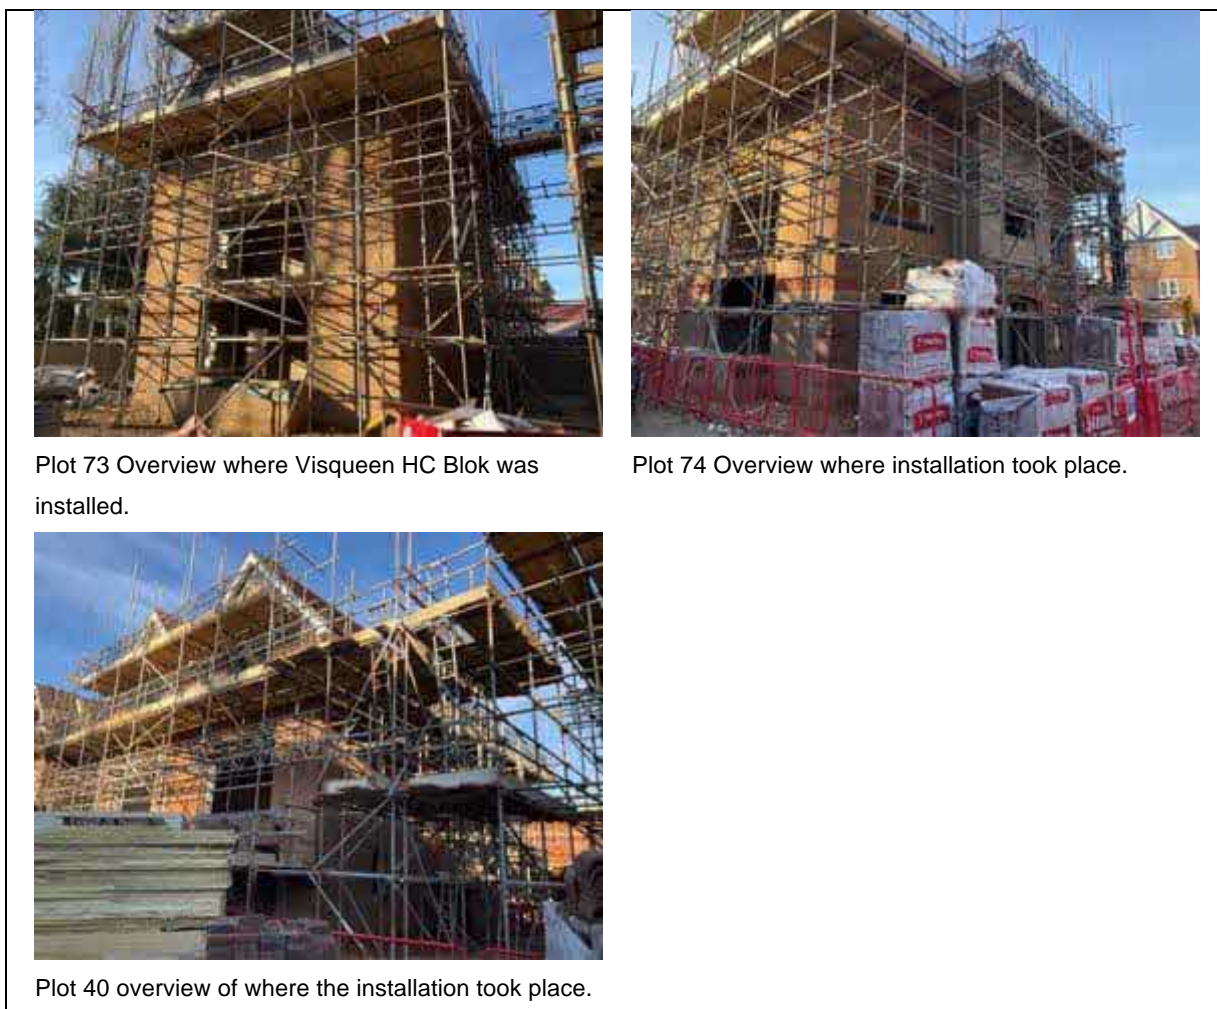 Plot 73 Overview where Visqueen HC Blok was
installed.
Plot 74 Overview where installation took place.
Plot 40 overview of where the installation took place.